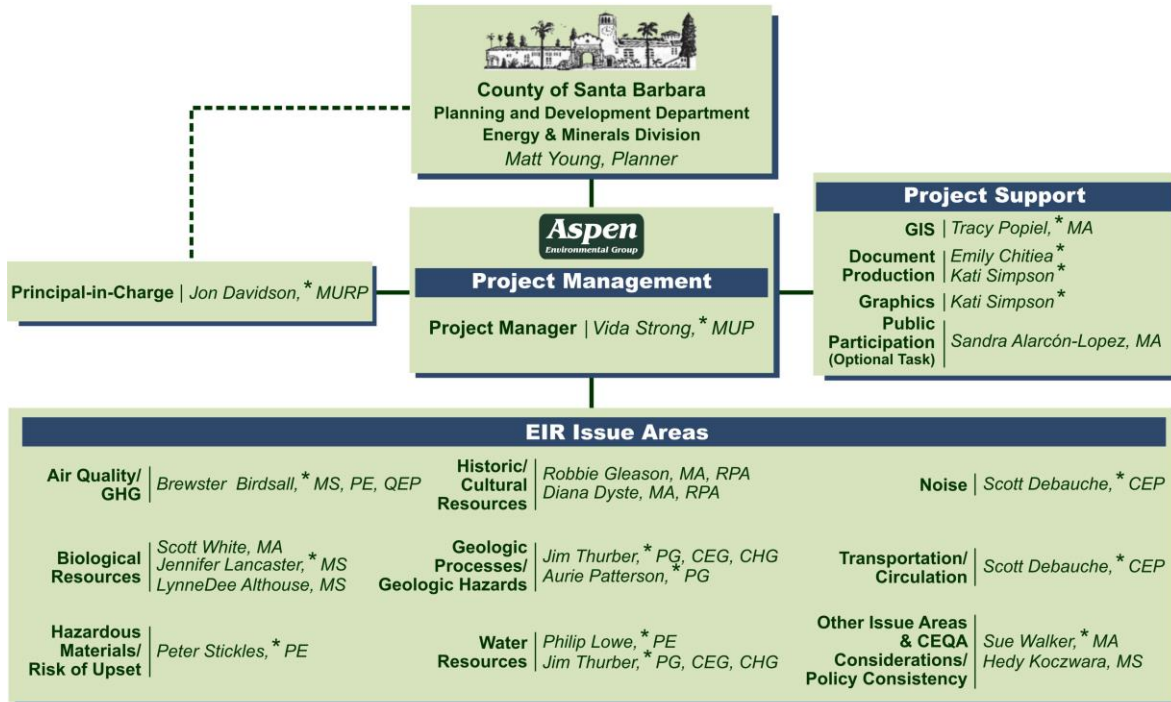 County of Santa Barbara
Planning and Development Department
Energy & Minerals Division
Matt Young, Planner
Aspen
Environmental Group
Project Management
Project Manager | Vida Strong,* MUP
Principal-in-Charge | Jon Davidson,* MURP
Project Support
GIS | Tracy Popiel,* MA
Document Production | Emily Chitiea*
Kati Simpson*
Graphics | Kati Simpson*
Public Participation (Optional Task) | Sandra Alarcón-Lopez, MA
EIR Issue Areas
Air Quality/
GHG
Brewster Birdsall,* MS, PE, QEP
Biological
Resources
Scott White, MA
Jennifer Lancaster,* MS
LynneDee Althouse, MS
Hazardous
Materials/
Risk of Upset
Peter Stickles,* PE
Historic/
Cultural
Resources
Robbie Gleason, MA, RPA
Diana Dyste, MA, RPA
Geologic
Processes/
Geologic Hazards
Jim Thurber,* PG, CEG, CHG
Aurie Patterson,* PG
Water
Resources
Philip Lowe,* PE
Jim Thurber,* PG, CEG, CHG
Noise
Scott Debauche,* CEP
Transportation/
Circulation
Scott Debauche,* CEP
Other Issue Areas
& CEQA
Considerations/
Policy Consistency
Sue Walker,* MA
Hedy Koczwara, MS